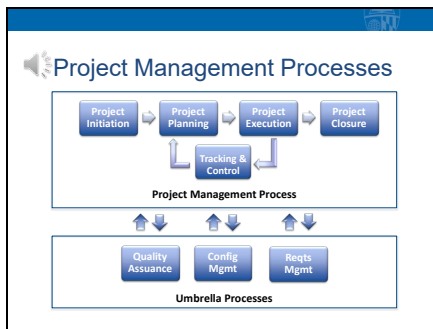 Project Management Processes
Project
Initiation
Project
Planning
Project
Execution
Project
Closure
Tracking &
Control
Project Management Process
Quality
Assuance
Config
Mgmt
Reqts
Mgmt
Umbrella Processes